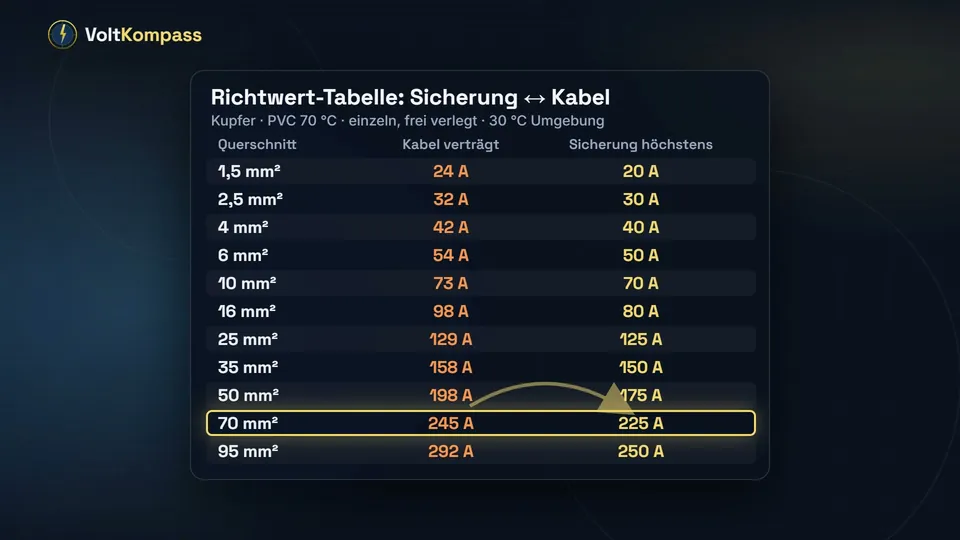 VoltKompass
Richtwert-Tabelle: Sicherung ↔ Kabel
Kupfer · PVC 70 °C · einzeln, frei verlegt · 30 °C Umgebung
Querschnitt Kabel verträgt Sicherung höchstens
1,5 mm² 24 A 20 A
2,5 mm² 32 A 30 A
4 mm² 42 A 40 A
6 mm² 54 A 50 A
10 mm² 73 A 70 A
16 mm² 98 A 80 A
25 mm² 129 A 125 A
35 mm² 158 A 150 A
50 mm² 198 A 175 A
70 mm² 245 A 225 A
95 mm² 292 A 250 A